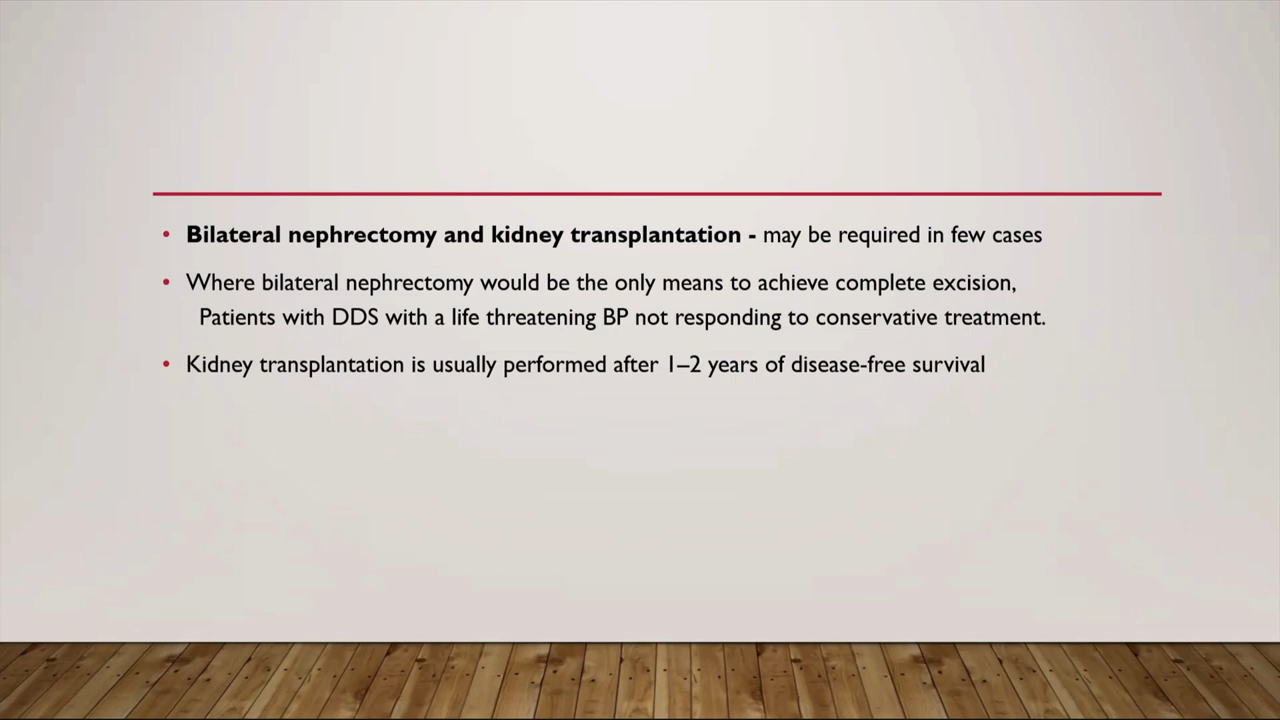 • Bilateral nephrectomy and kidney transplantation - may be required in few cases
• Where bilateral nephrectomy would be the only means to achieve complete excision,
Patients with DDS with a life threatening BP not responding to conservative treatment.
• Kidney transplantation is usually performed after 1–2 years of disease-free survival